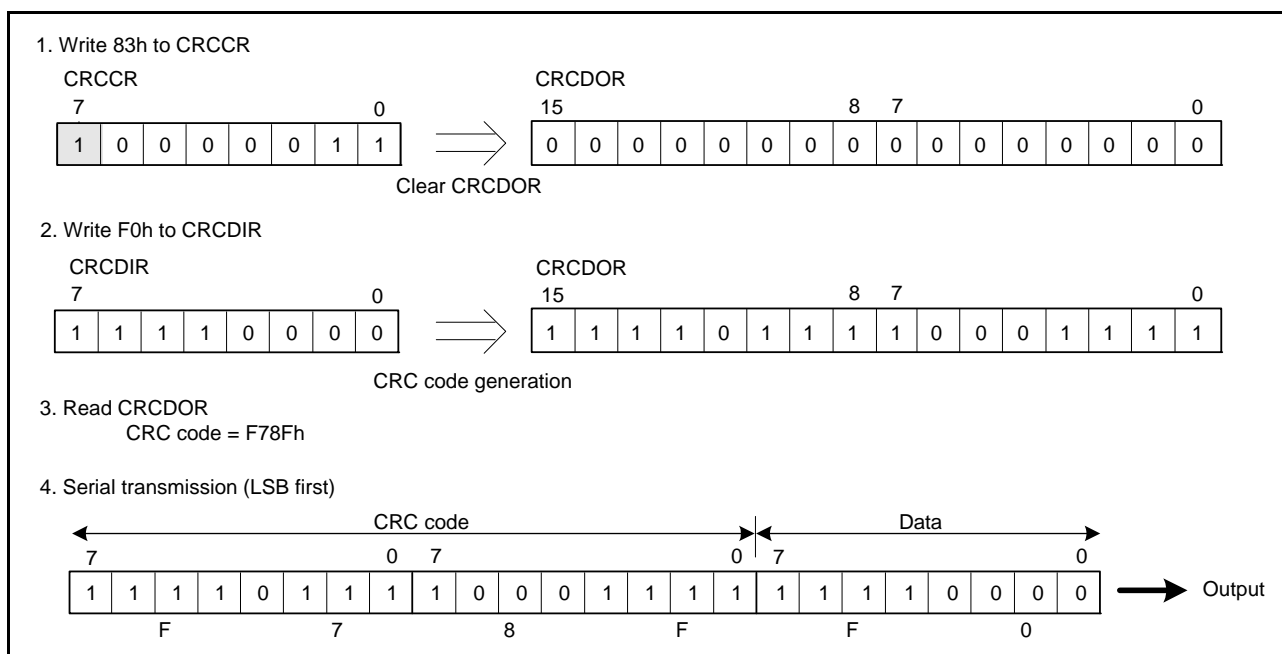 1. Write 83h to CRCCR
CRCCR CRCDOR
7 0 15 8 7 0
1 0 0 0 0 0 1 1 0 0 0 0 0 0 0 0 0 0 0 0 0 0 0 0
Clear CRCDOR
2. Write F0h to CRCDIR
CRCDIR CRCDOR
7 0 15 8 7 0
1 1 1 1 0 0 0 0 1 1 1 1 0 1 1 1 1 0 0 0 1 1 1 1
CRC code generation
3. Read CRCDOR
CRC code = F78Fh
4. Serial transmission (LSB first)
CRC code Data
7 0 7 0 7 0
1 1 1 1 0 1 1 1 1 0 0 0 1 1 1 1 1 1 1 1 0 0 0 0 Output
F 7 8 F F 0